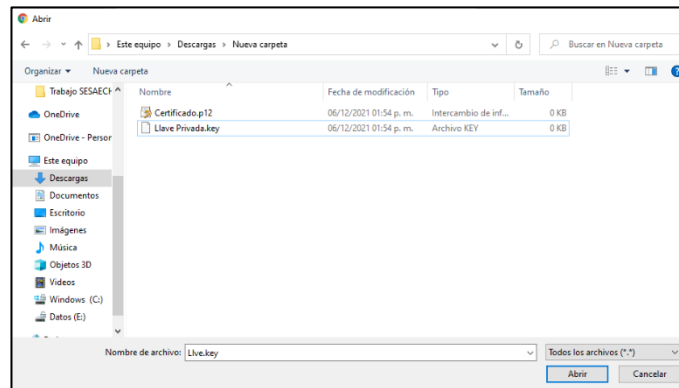 Abrir
Este equipo > Descargas > Nueva carpeta
Buscar en Nueva carpeta
Organizar Nueva carpeta
Nombre Fecha de modificación Tipo Tamaño
Trabajo SESAECH
Certificado.p12 06/12/2021 01:54 p. m. Intercambio de inf... 0 KB
Llave Privada.key 06/12/2021 01:54 p. m. Archivo KEY 0 KB
OneDrive
OneDrive - Person
Este equipo
Descargas
Documentos
Escritorio
Imágenes
Música
Objetos 3D
Videos
Windows (C:)
Datos (E:)
Nombre de archivo: Llve.key Todos los archivos (*.*)
Abrir Cancelar